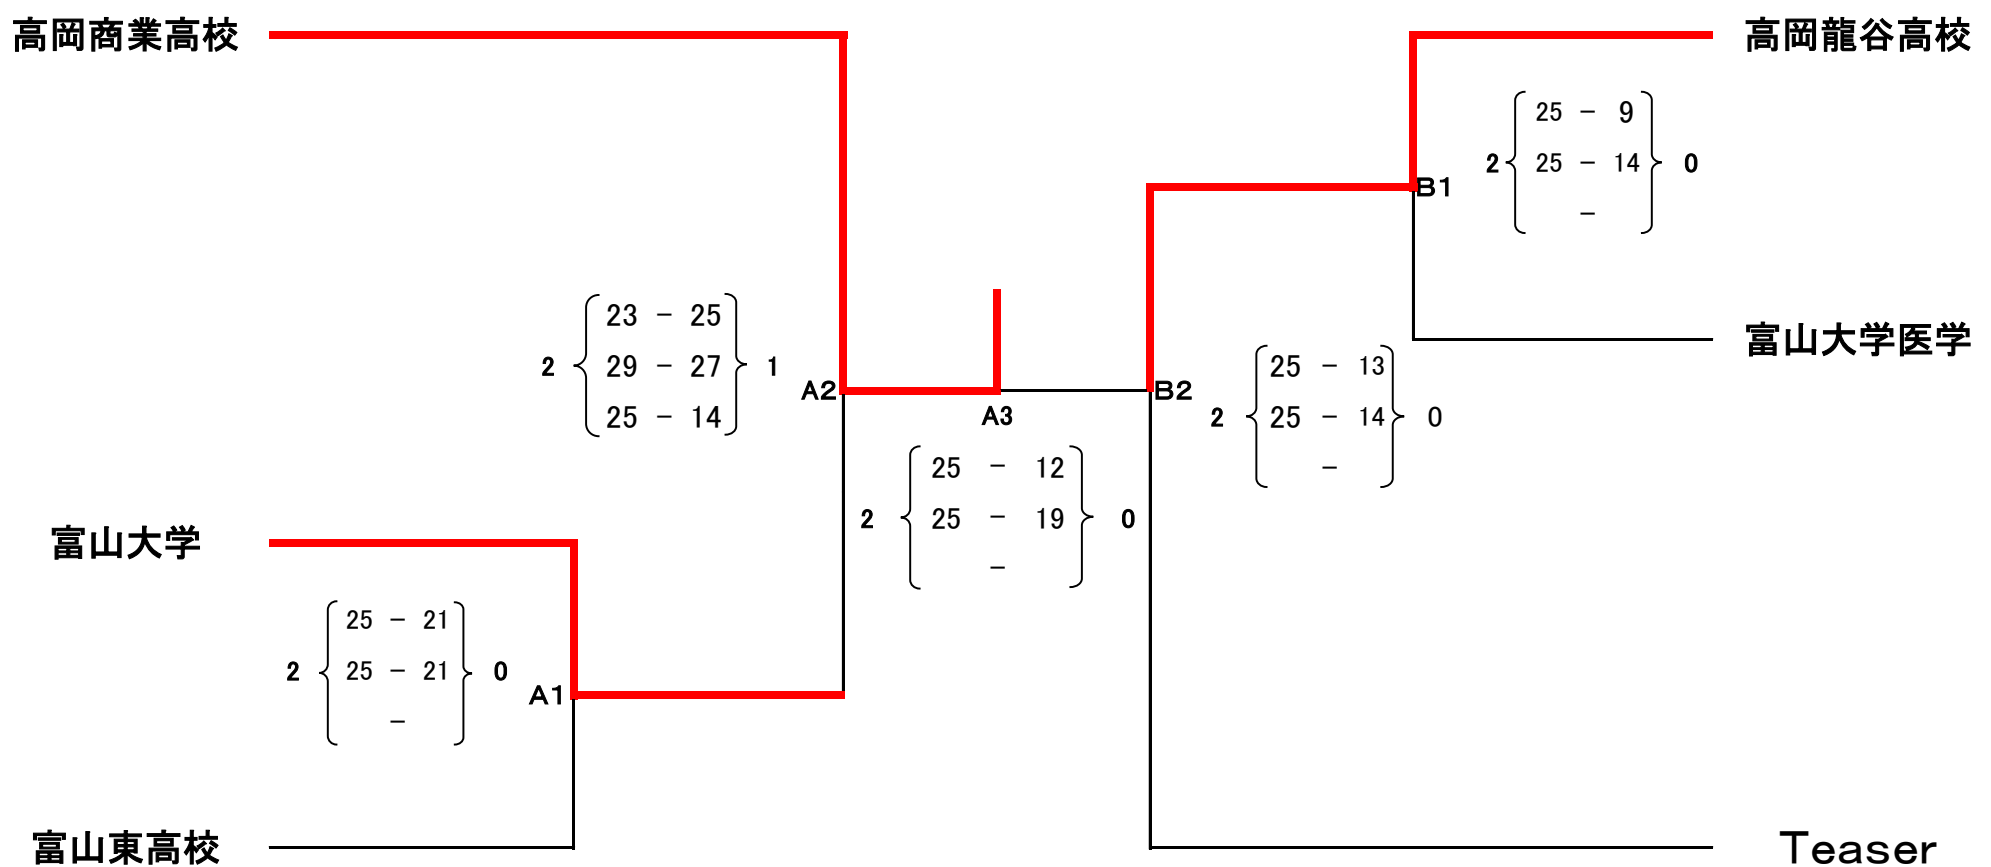 高岡商業高校
高岡龍谷高校
25 － 9
2 25 － 14 0
－
B1
富山大学医学
23 － 25
2 29 － 27 1
25 － 14
A2
B2
A3
25 － 13
2 25 － 14 0
－
25 － 12
2 25 － 19 0
－
富山大学
25 － 21
2 25 － 21 0
－
A1
富山東高校
Teaser